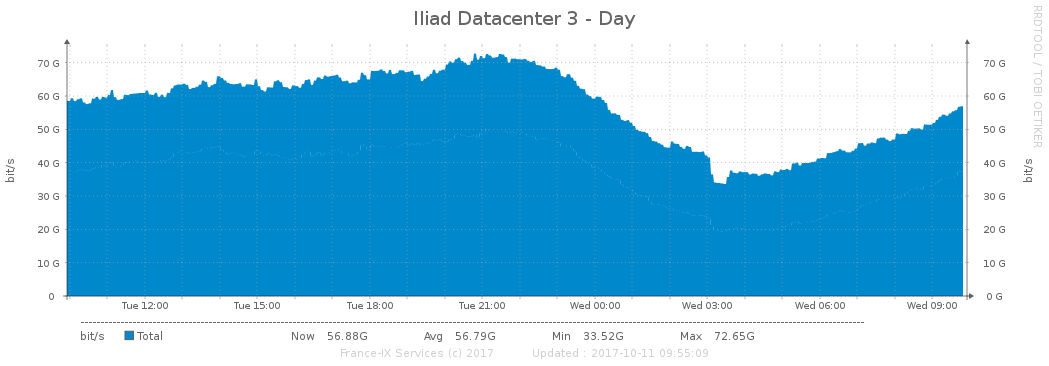 Iliad Datacenter 3 - Day
RRDTOOL / TOBI OETIKER
bit/s
70 G
60 G
50 G
40 G
30 G
20 G
10 G
0
70 G
60 G
50 G
40 G
30 G
20 G
10 G
0 G
bit/s
Tue 12:00 Tue 15:00 Tue 18:00 Tue 21:00 Wed 00:00 Wed 03:00 Wed 06:00 Wed 09:00
bit/s Total Now 56.88G Avg 56.79G Min 33.52G Max 72.65G
France-IX Services (c) 2017 Updated : 2017-10-11 09:55:09